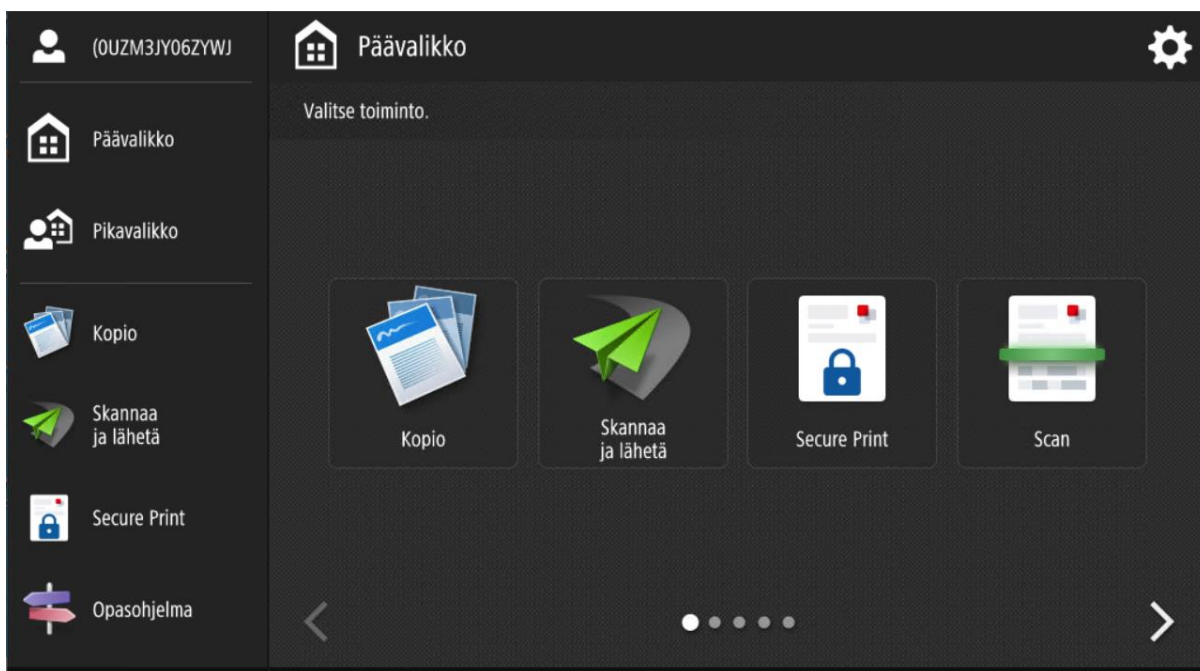 (0UZM3JY06ZYWJ
Päävalikko
Pikavalikko
Kopio
Skannaa
ja lähetä
Secure Print
Opasohjelma
Päävalikko
Valitse toiminto.
Kopio
Skannaa
ja lähetä
Secure Print
Scan